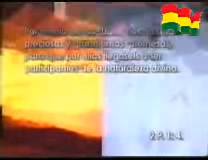 preciosas y grandísimas promesas,
para que por ellas llegaseis a ser
participantes de la naturaleza divina.
2 P. 1:4